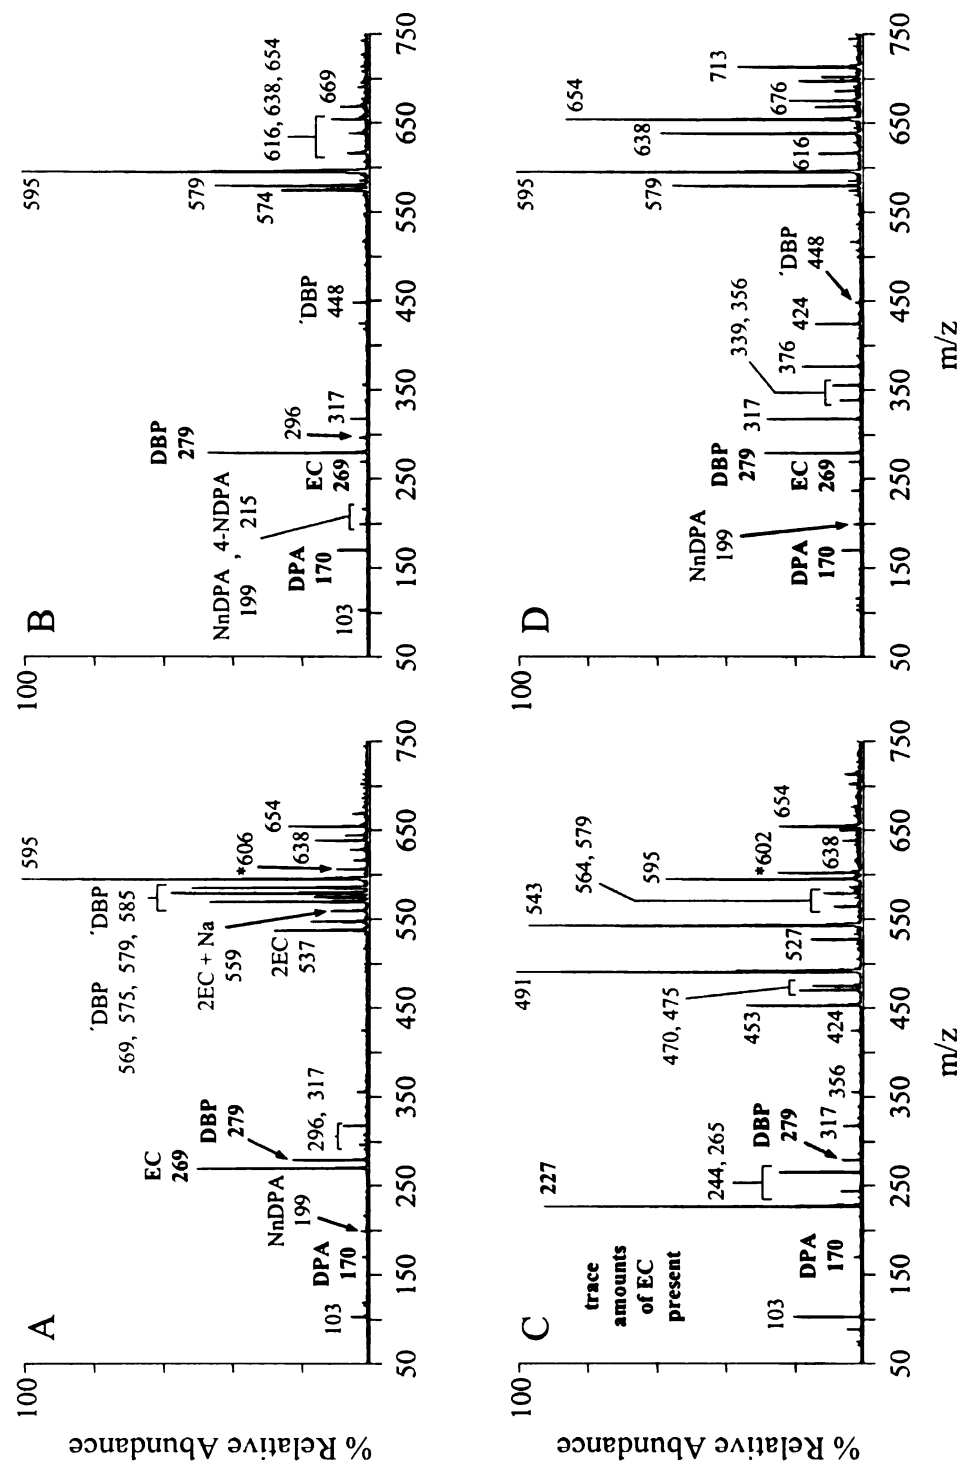 A
100
% Relative Abundance
103
DPA
170
NnDPA
199
EC
269
DBP
279
296, 317
2EC
537
2EC + Na
559
'DBP
569, 575, 579, 585
'DBP
595
*606
638
654
50 150 250 350 450 550 650 750
B
100
103
DPA
170
NnDPA , 4-NDPA
199 215
EC
269
DBP
279
296
317
'DBP
448
574
579
595
616, 638, 654
669
50 150 250 350 450 550 650 750
C
100
% Relative Abundance
trace
amounts
of EC
present
103
DPA
170
227
244, 265
DBP
279
317
356
424
453
470, 475
491
527
543
564, 579
595
*602
638
654
50 150 250 350 450 550 650 750
m/z
D
100
DPA
170
NnDPA
199
EC
269
DBP
279
317
339, 356
376
424
'DBP
448
579
595
616
638
654
676
713
50 150 250 350 450 550 650 750
m/z